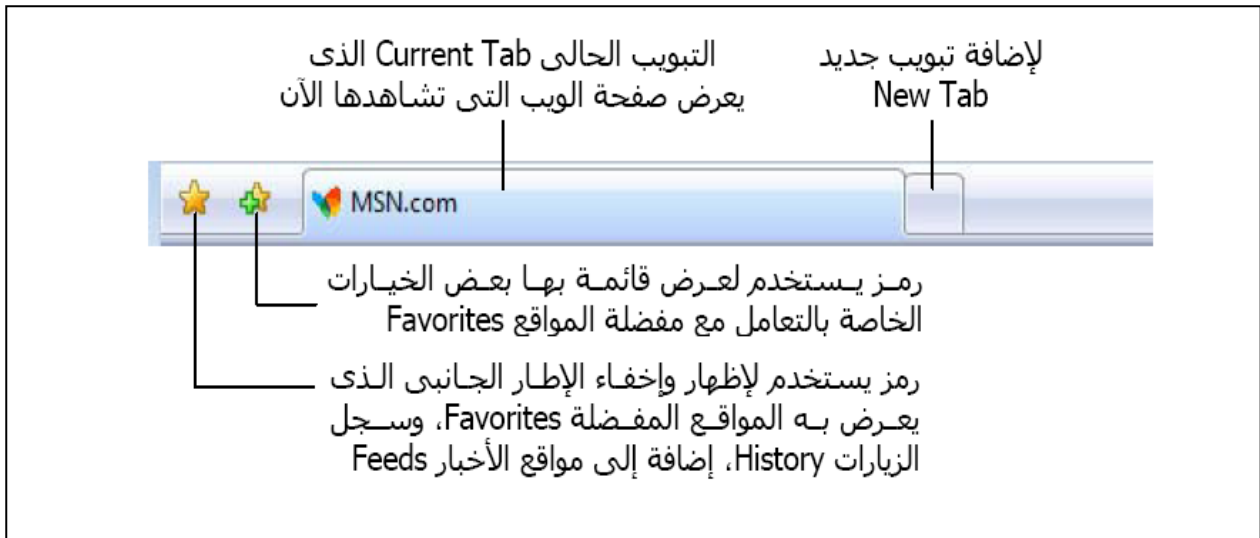 لإضافة تبويب جديد
New Tab
التبويب الحالى Current Tab الذى
يعرض صفحة الويب التى تشاهدها الآن
MSN.com
رمز يستخدم لعرض قائمة بها بعض الخيارات
الخاصة بالتعامل مع مفضلة المواقع Favorites
رمز يستخدم لإظهار وإخفاء الإطار الجانبى الذى
يعرض به المواقع المفضلة Favorites، وسجل
الزيارات History، إضافة إلى مواقع الأخبار Feeds